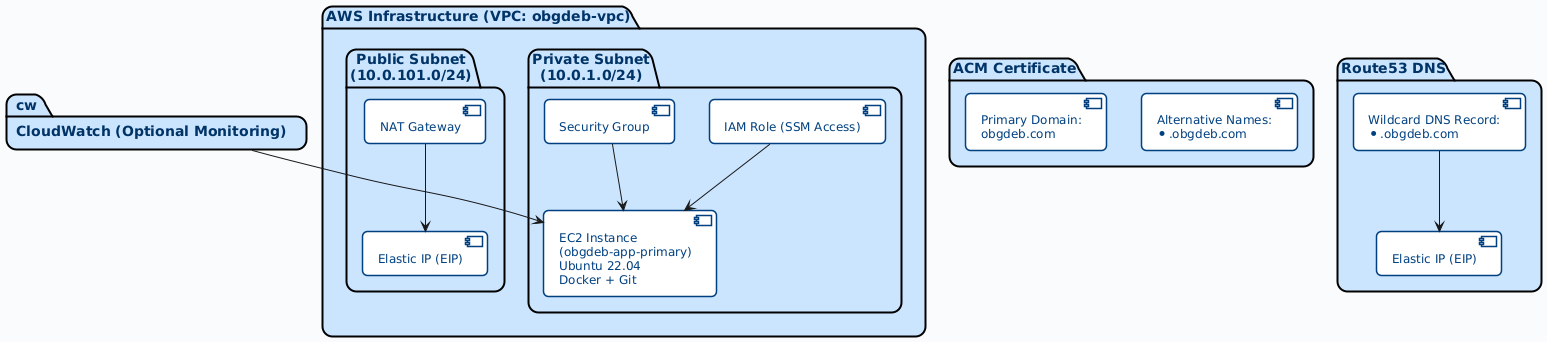 cw
CloudWatch (Optional Monitoring)
AWS Infrastructure (VPC: obgdeb-vpc)
Public Subnet
(10.0.101.0/24)
NAT Gateway
Elastic IP (EIP)
Private Subnet
(10.0.1.0/24)
Security Group
IAM Role (SSM Access)
EC2 Instance
(obgdeb-app-primary)
Ubuntu 22.04
Docker + Git
ACM Certificate
Primary Domain:
obgdeb.com
Alternative Names:
• .obgdeb.com
Route53 DNS
Wildcard DNS Record:
• .obgdeb.com
Elastic IP (EIP)